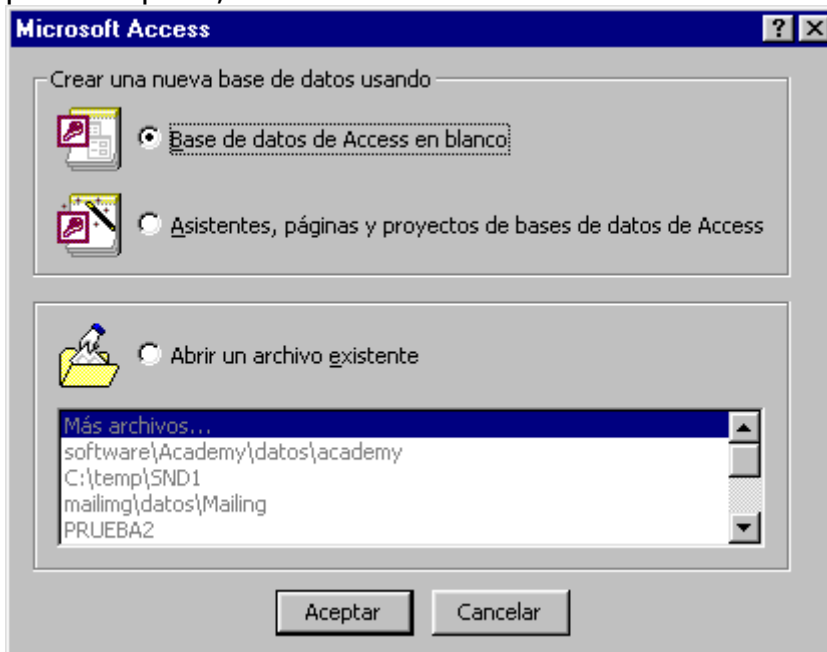 Microsoft Access
Crear una nueva base de datos usando
Base de datos de Access en blanco
Asistentes, páginas y proyectos de bases de datos de Access
Abrir un archivo existente
Más archivos...
software\Academy\datos\academy
C:\temp\SND1
mailimg\datos\Mailing
PRUEBA2
Aceptar Cancelar